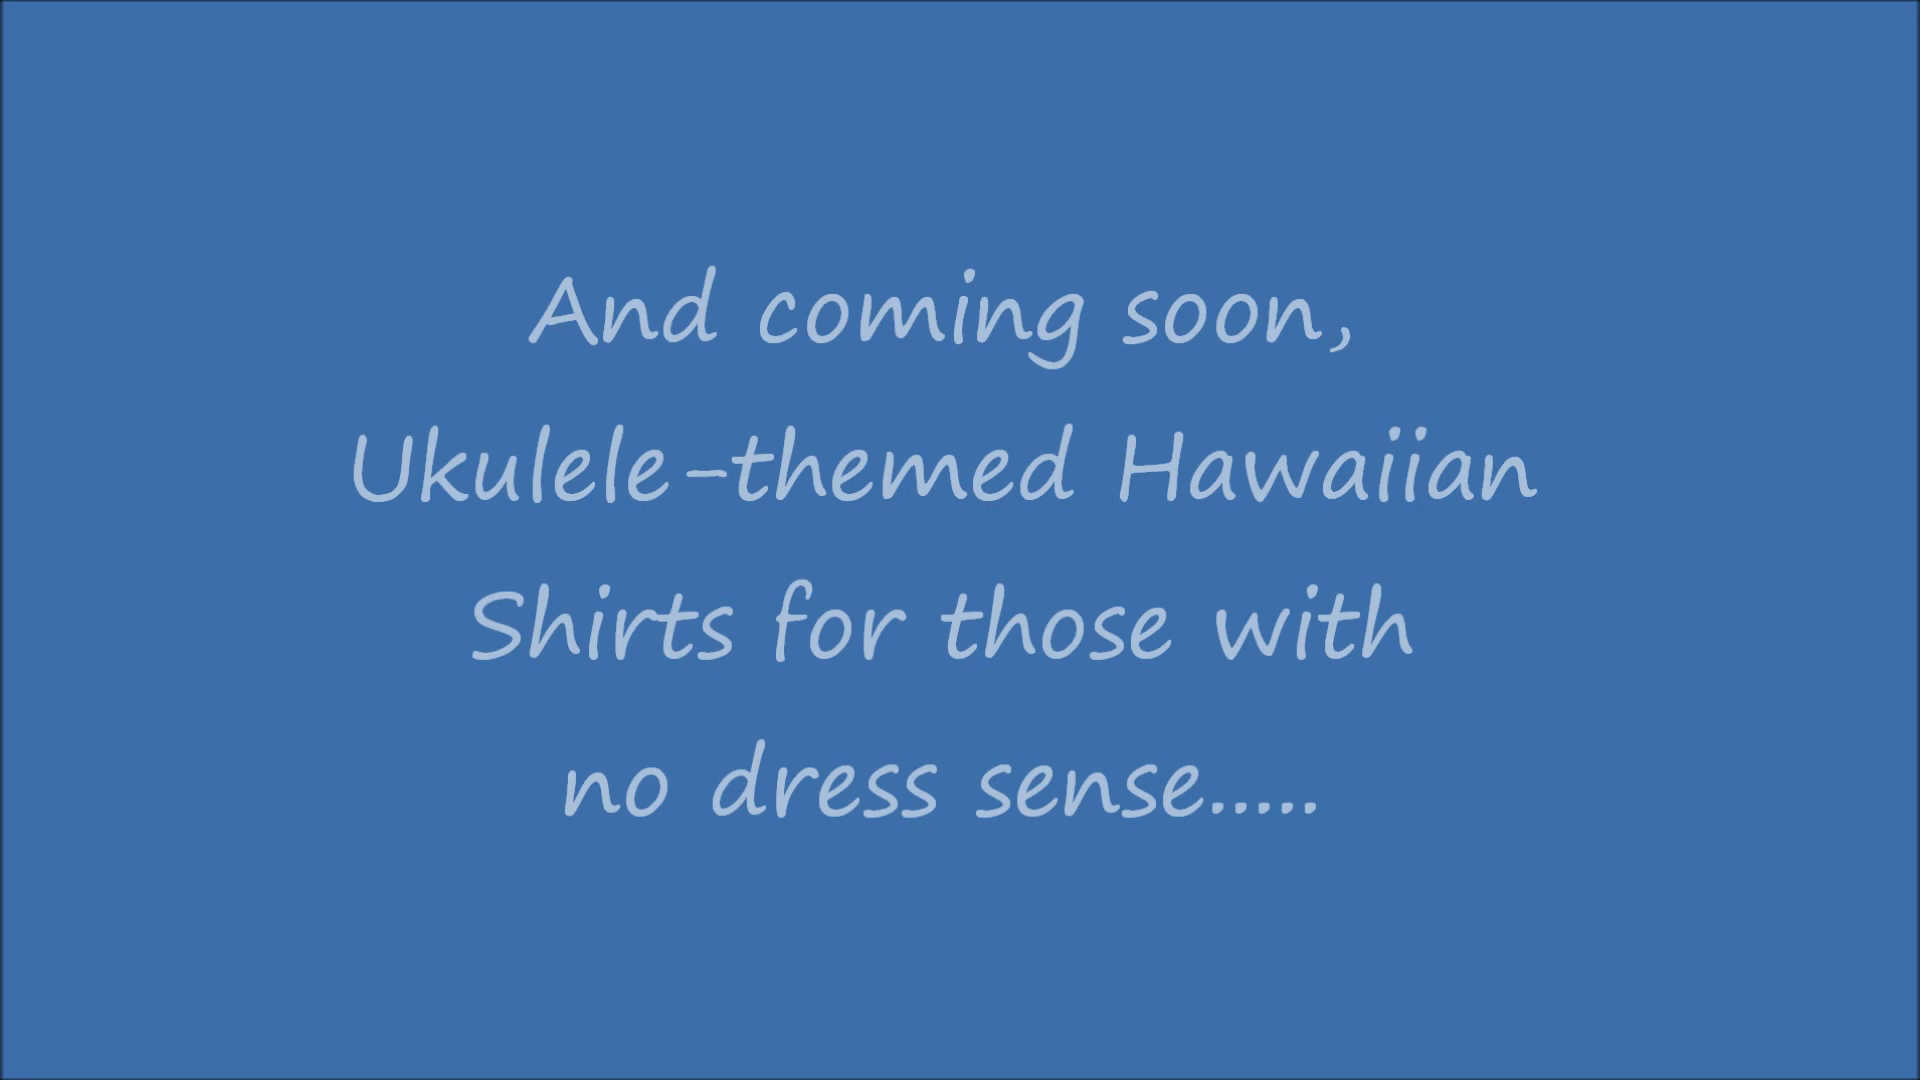 And coming soon,
Ukulele-themed Hawaiian
Shirts for those with
no dress sense.....